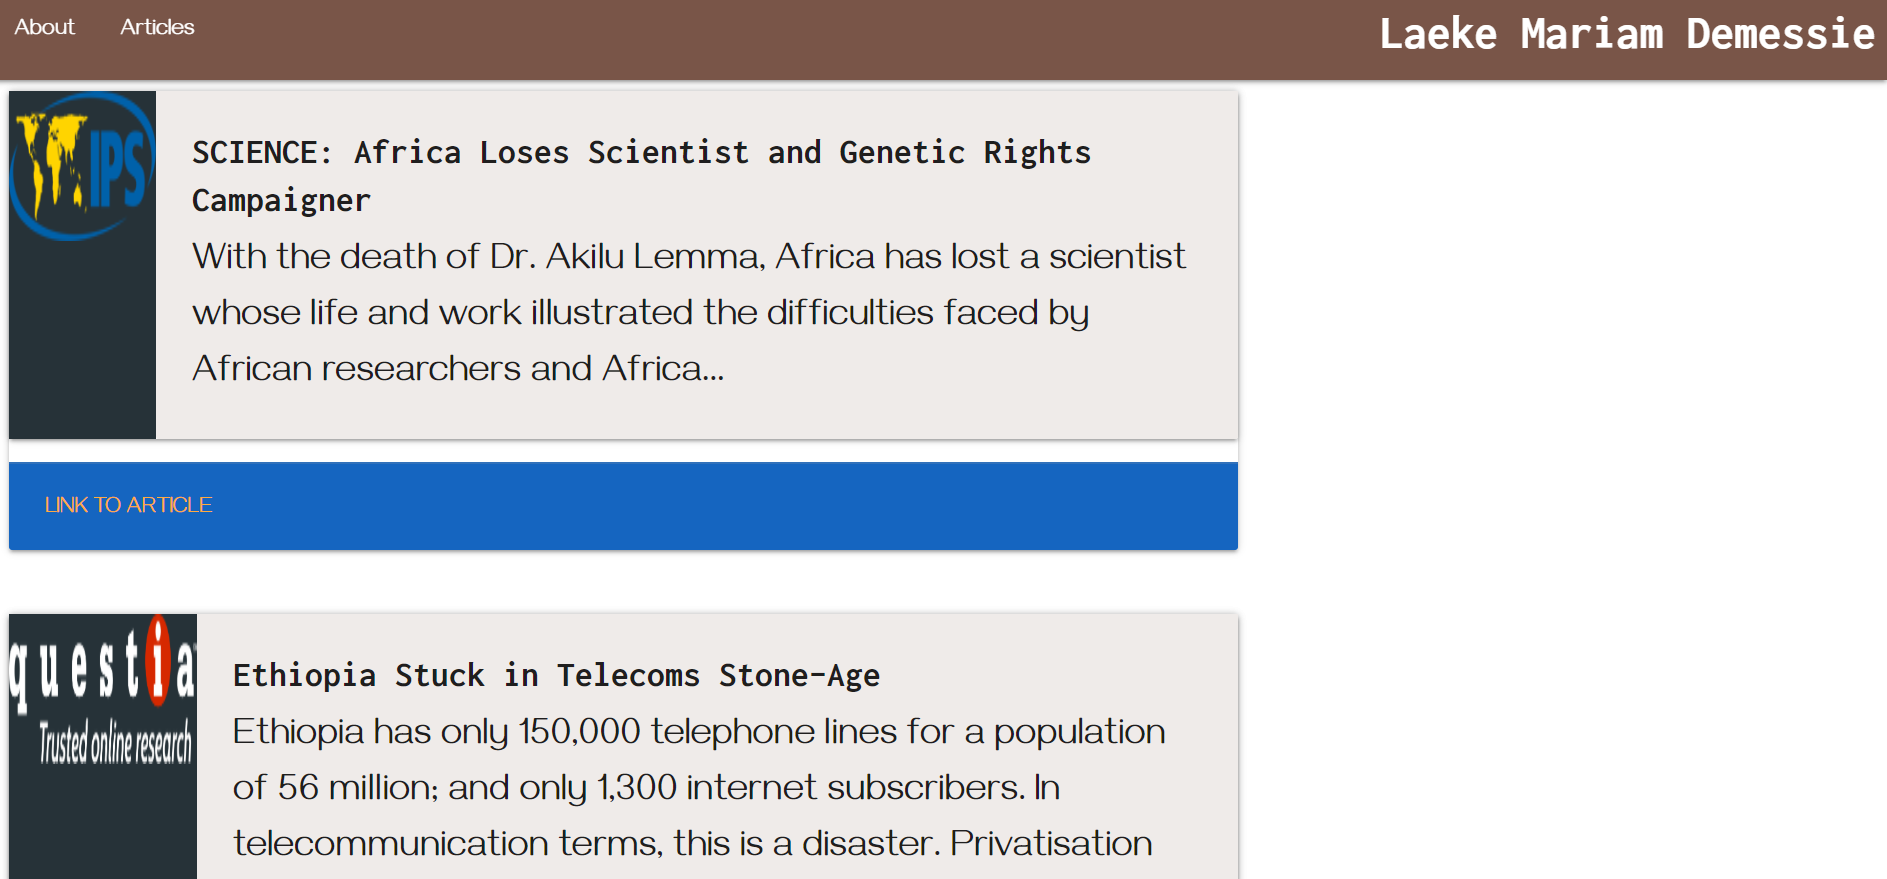 About Articles Laeke Mariam Demessie
IPS
SCIENCE: Africa Loses Scientist and Genetic Rights
Campaigner
With the death of Dr. Akilu Lemma, Africa has lost a scientist
whose life and work illustrated the difficulties faced by
African researchers and Africa...
LINK TO ARTICLE
questia
Trusted online research
Ethiopia Stuck in Telecoms Stone-Age
Ethiopia has only 150,000 telephone lines for a population
of 56 million; and only 1,300 internet subscribers. In
telecommunication terms, this is a disaster. Privatisation